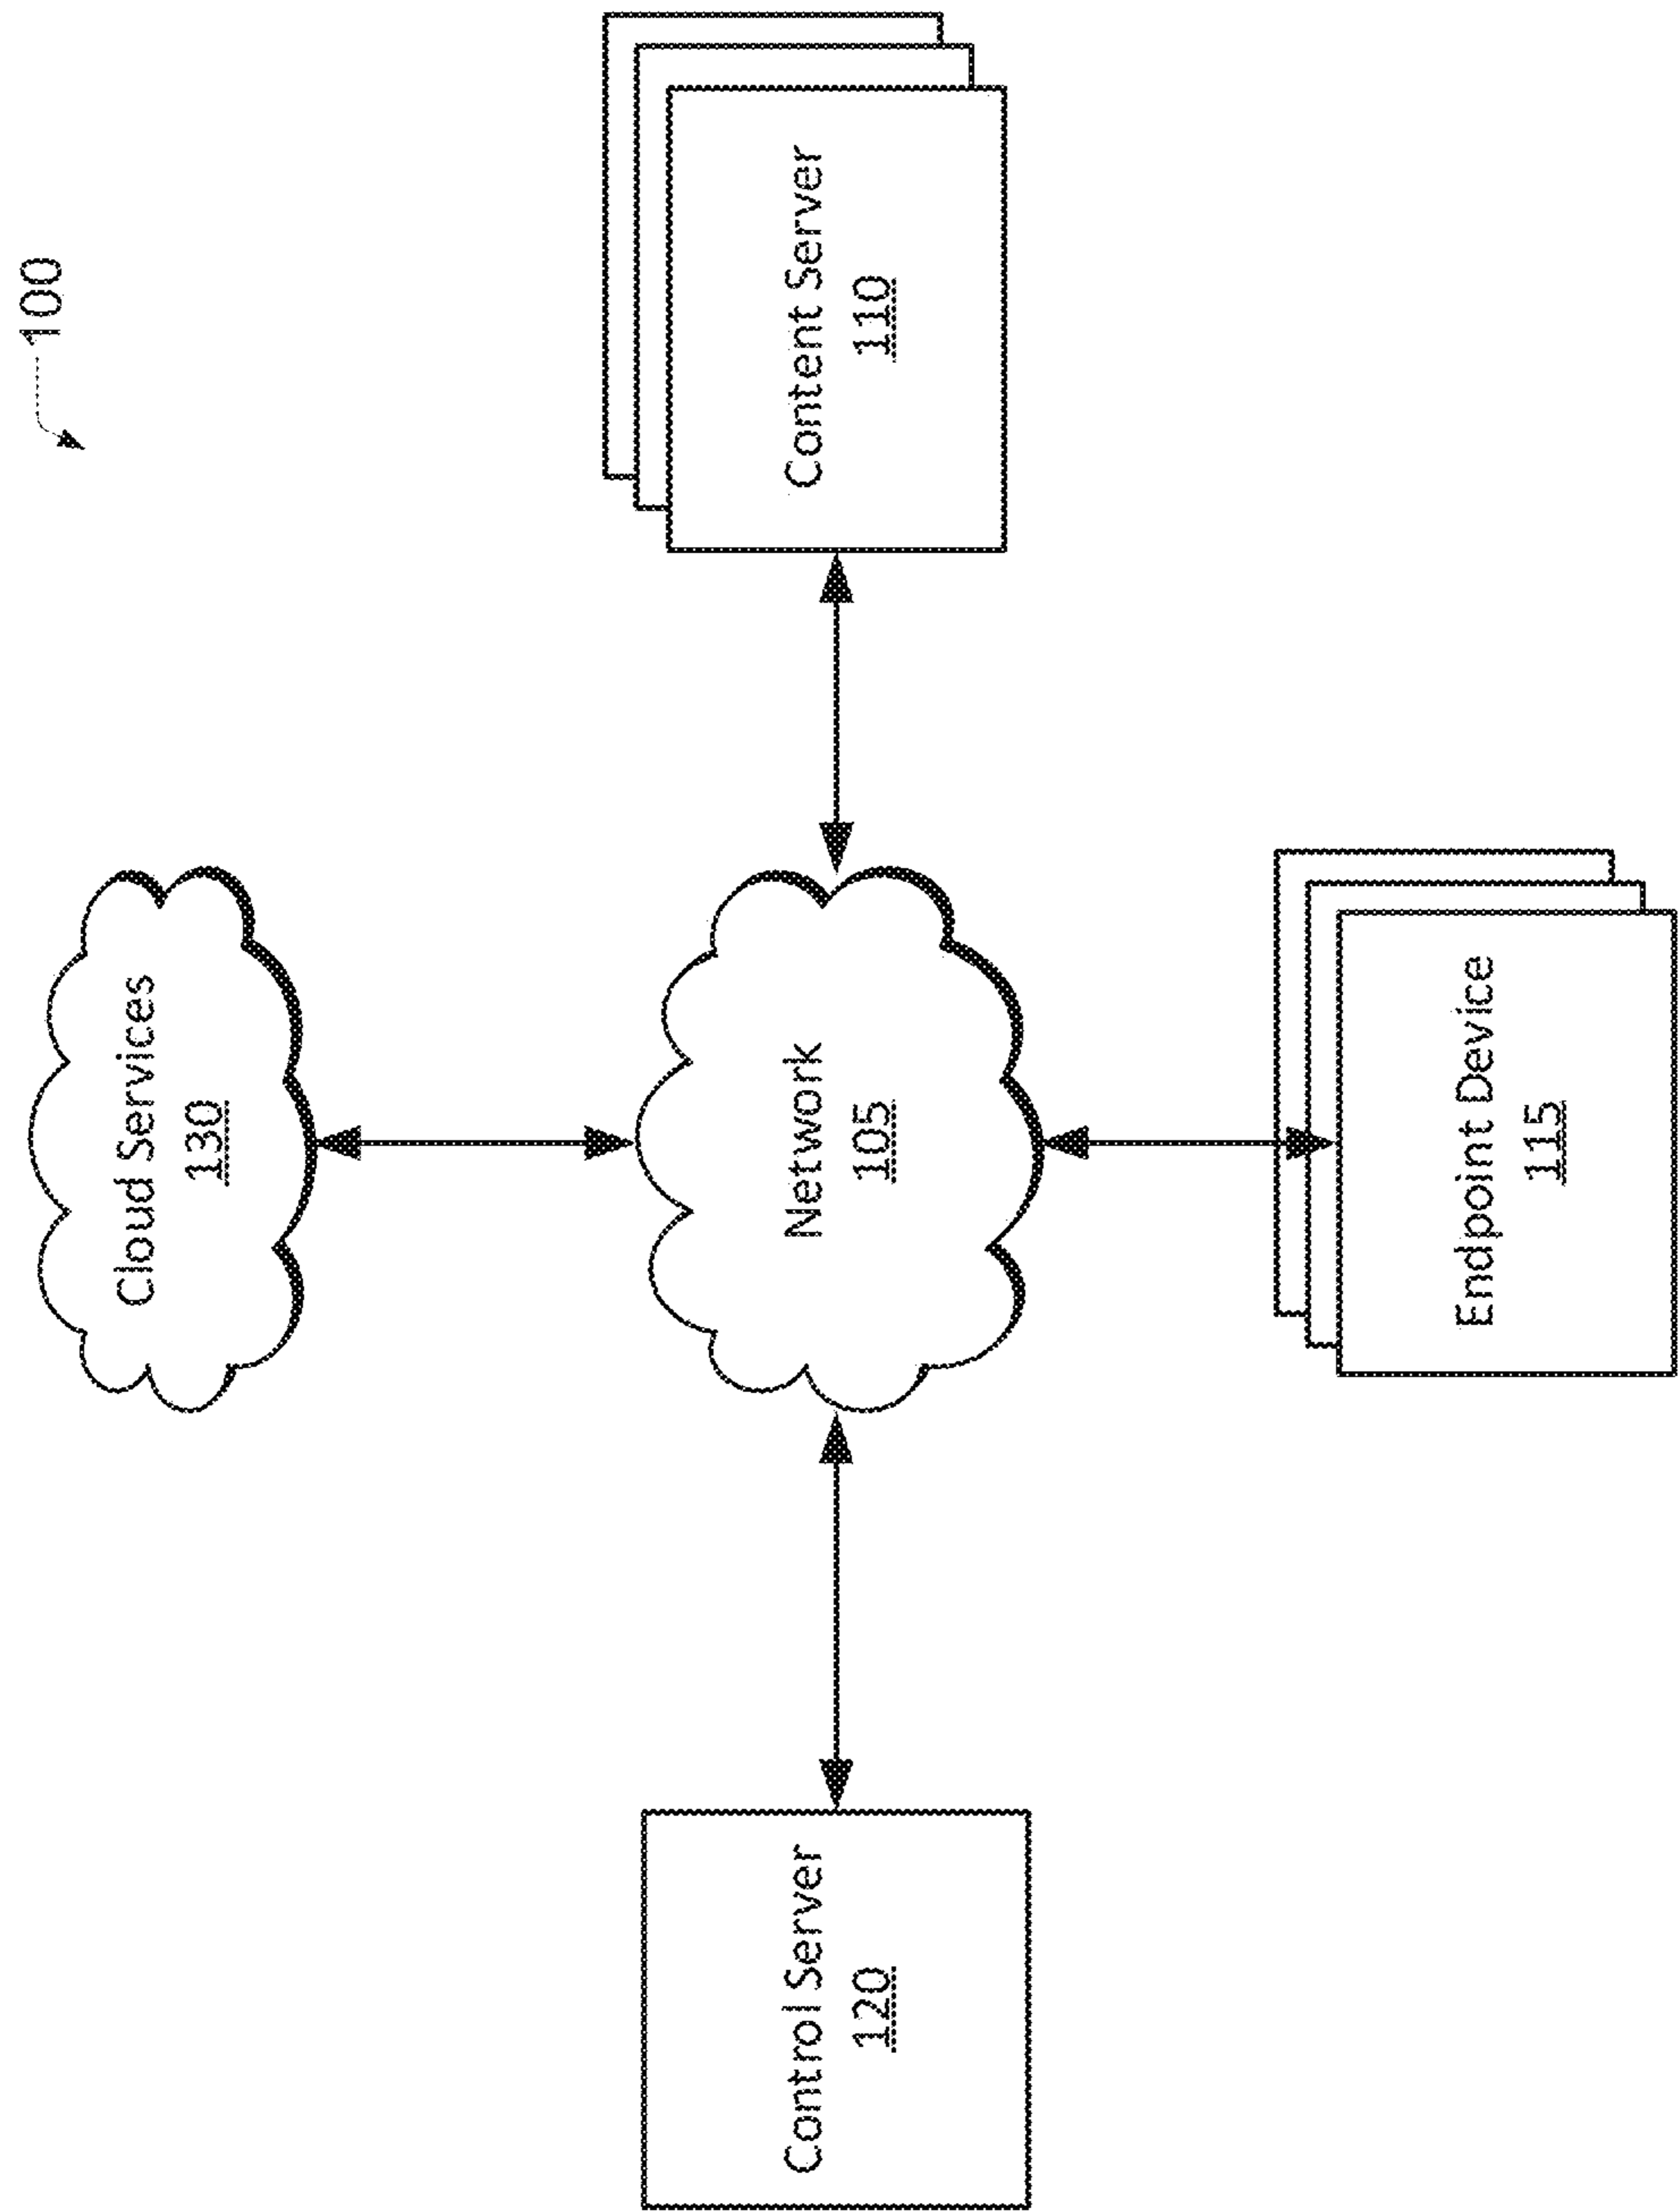 100
Cloud Services
130
Control Server
120
Network
105
Content Server
110
Endpoint Device
115